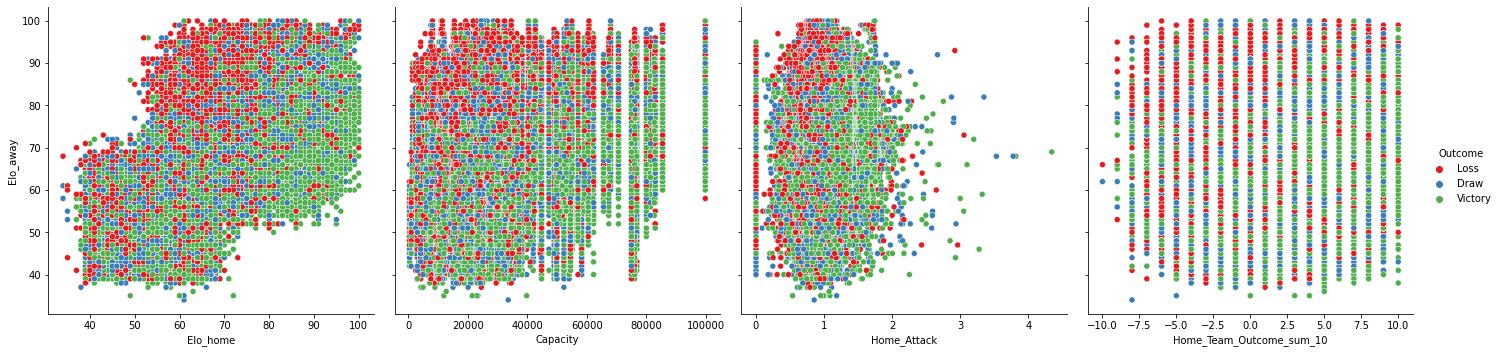 100
90
80
70
60
50
40
Elo_away
40 50 60 70 80 90 100
Elo_home
0 20000 40000 60000 80000 100000
Capacity
0 1 2 3 4
Home_Attack
−10.0 −7.5 −5.0 −2.5 0.0 2.5 5.0 7.5 10.0
Home_Team_Outcome_sum_10
Outcome
Loss
Draw
Victory